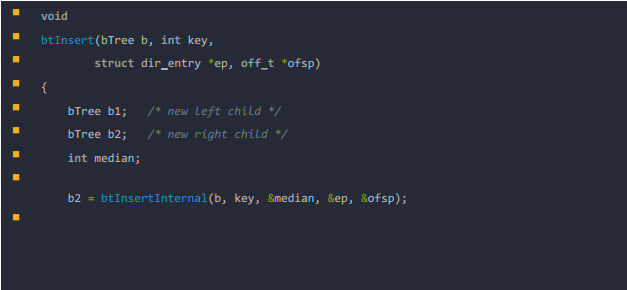 void
btInsert(bTree b, int key,
struct dir_entry *ep, off_t *ofsp)
{
bTree b1; /* new left child */
bTree b2; /* new right child */
int median;
b2 = btInsertInternal(b, key, &median, &ep, &ofsp);